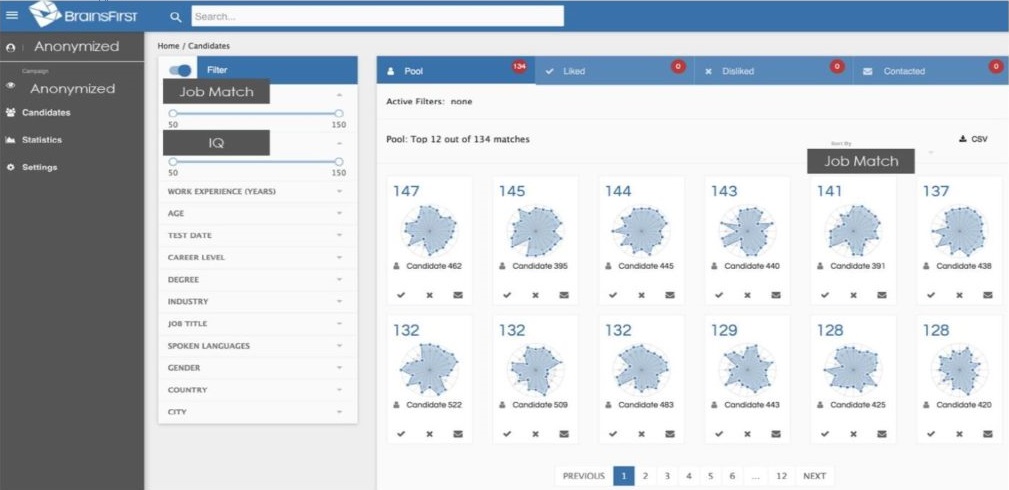 BrainsFirst
Search...
Anonymized
Campaign
Anonymized
Candidates
Statistics
Settings
Home / Candidates
Filter
Job Match
50 150
IQ
50 150
WORK EXPERIENCE (YEARS)
AGE
TEST DATE
CAREER LEVEL
DEGREE
INDUSTRY
JOB TITLE
SPOKEN LANGUAGES
GENDER
COUNTRY
CITY
Pool 134 Liked 0 Disliked 0 Contacted 0
Active Filters: none
Pool: Top 12 out of 134 matches
Sort By
Job Match
CSV
147 145 144 143 141 137
Candidate 462 Candidate 395 Candidate 445 Candidate 440 Candidate 391 Candidate 438
132 132 132 129 128 128
Candidate 522 Candidate 509 Candidate 483 Candidate 443 Candidate 425 Candidate 420
PREVIOUS 1 2 3 4 5 6 ... 12 NEXT